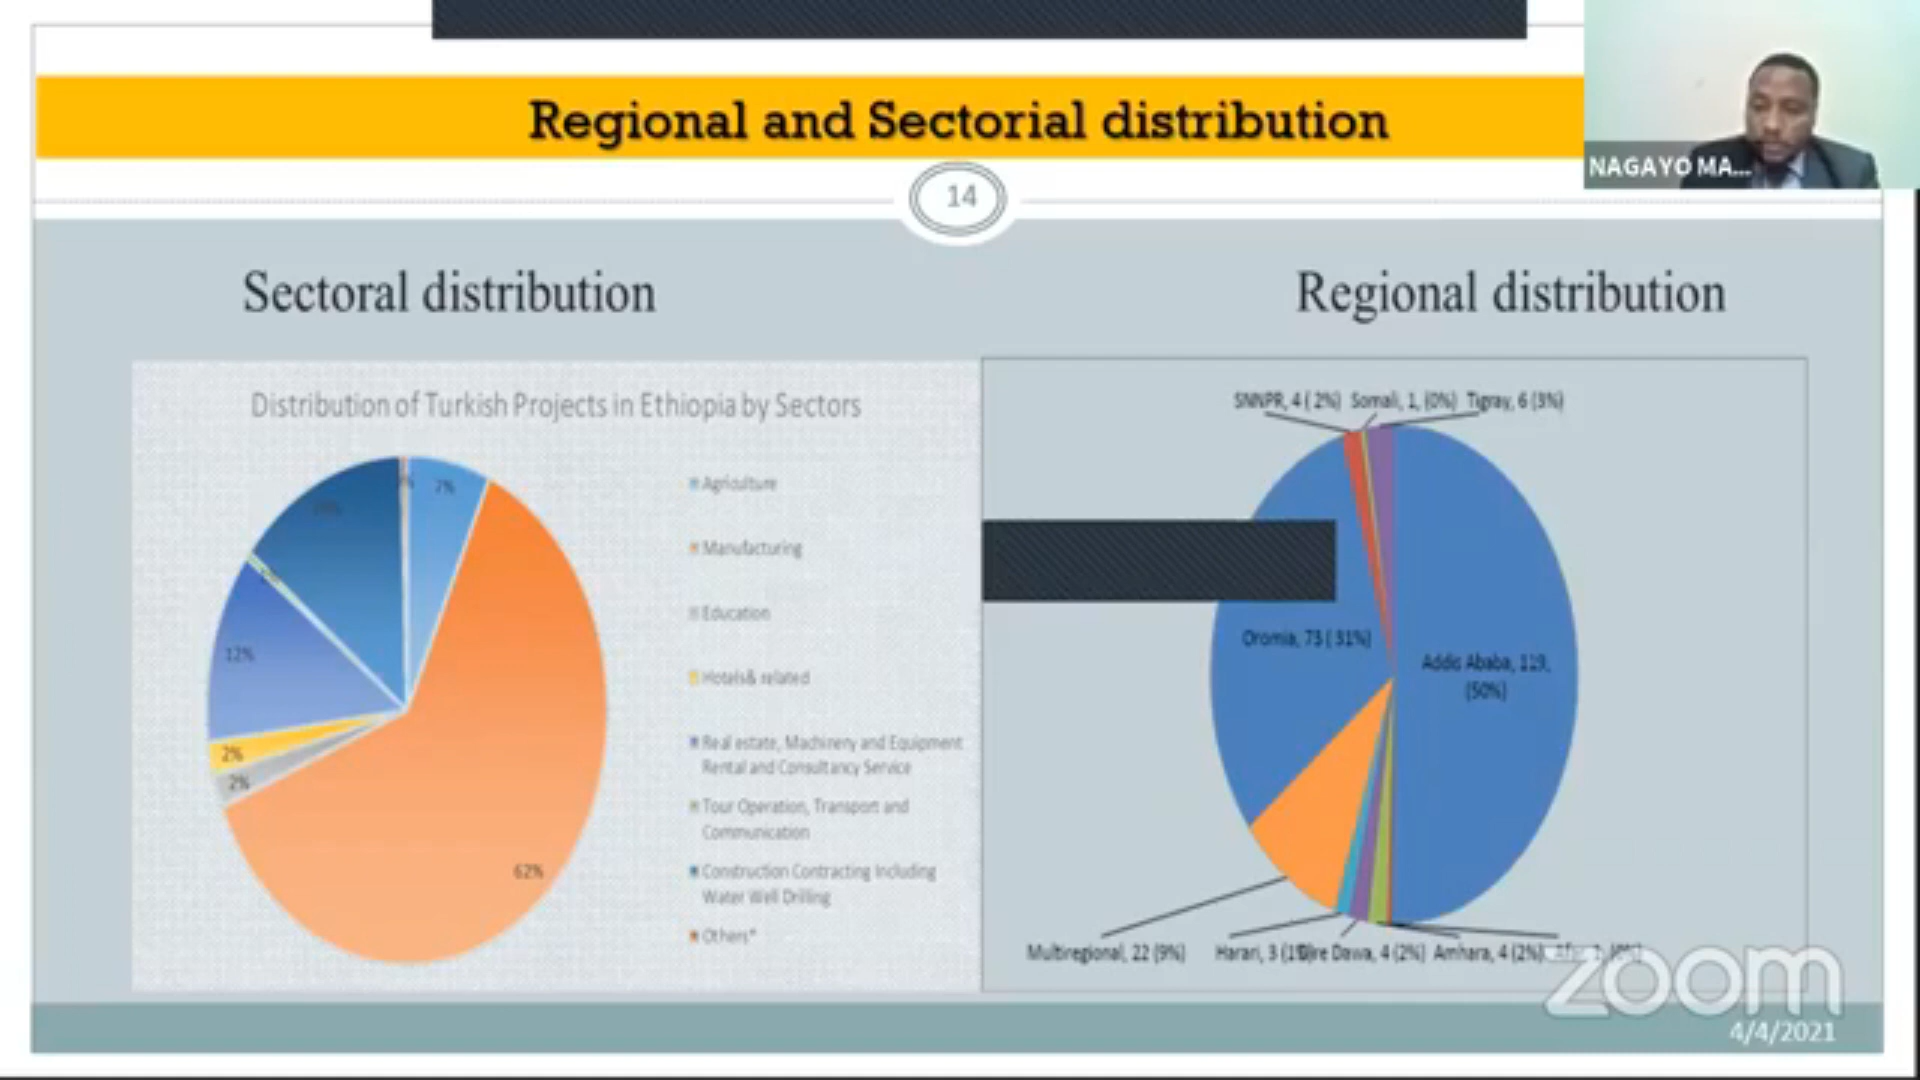 Regional and Sectorial distribution
NAGAYO MA...
14
Sectoral distribution
Regional distribution
Distribution of Turkish Projects in Ethiopia by Sectors
7%
12%
2%
2%
62%
Agriculture
Manufacturing
Education
Hotels& related
Real estate, Machinery and Equipment
Rental and Consultancy Service
Tour Operation, Transport and
Communication
Construction Contracting Including
Water Well Drilling
Others*
SNNPR, 4 ( 2%) Somali, 1, (0%) Tigray, 6 (3%)
Oromia, 73 ( 31%)
Addis Ababa, 119,
(50%)
Multiregional, 22 (9%) Harari, 3 (1%) Dire Dawa, 4 (2%) Amhara, 4 (2%)
zoom
4/4/2021